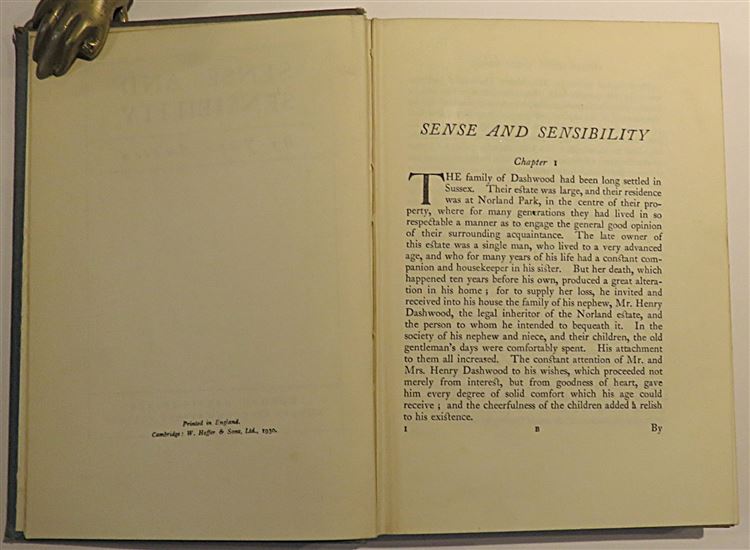 Printed in England.
Cambridge: W. Heffer & Sons, Ltd., 1930.
SENSE AND SENSIBILITY
Chapter 1
THE family of Dashwood had been long settled in
Sussex. Their estate was large, and their residence
was at Norland Park, in the centre of their pro-
perty, where for many generations they had lived in so
respectable a manner as to engage the general good opinion
of their surrounding acquaintance. The late owner of
this estate was a single man, who lived to a very advanced
age, and who for many years of his life had a constant com-
panion and housekeeper in his sister. But her death, which
happened ten years before his own, produced a great altera-
tion in his home; for to supply her loss, he invited and
received into his house the family of his nephew, Mr. Henry
Dashwood, the legal inheritor of the Norland estate, and
the person to whom he intended to bequeath it. In the
society of his nephew and niece, and their children, the old
gentleman's days were comfortably spent. His attachment
to them all increased. The constant attention of Mr. and
Mrs. Henry Dashwood to his wishes, which proceeded not
merely from interest, but from goodness of heart, gave
him every degree of solid comfort which his age could
receive; and the cheerfulness of the children added a relish
to his existence.
1 B By